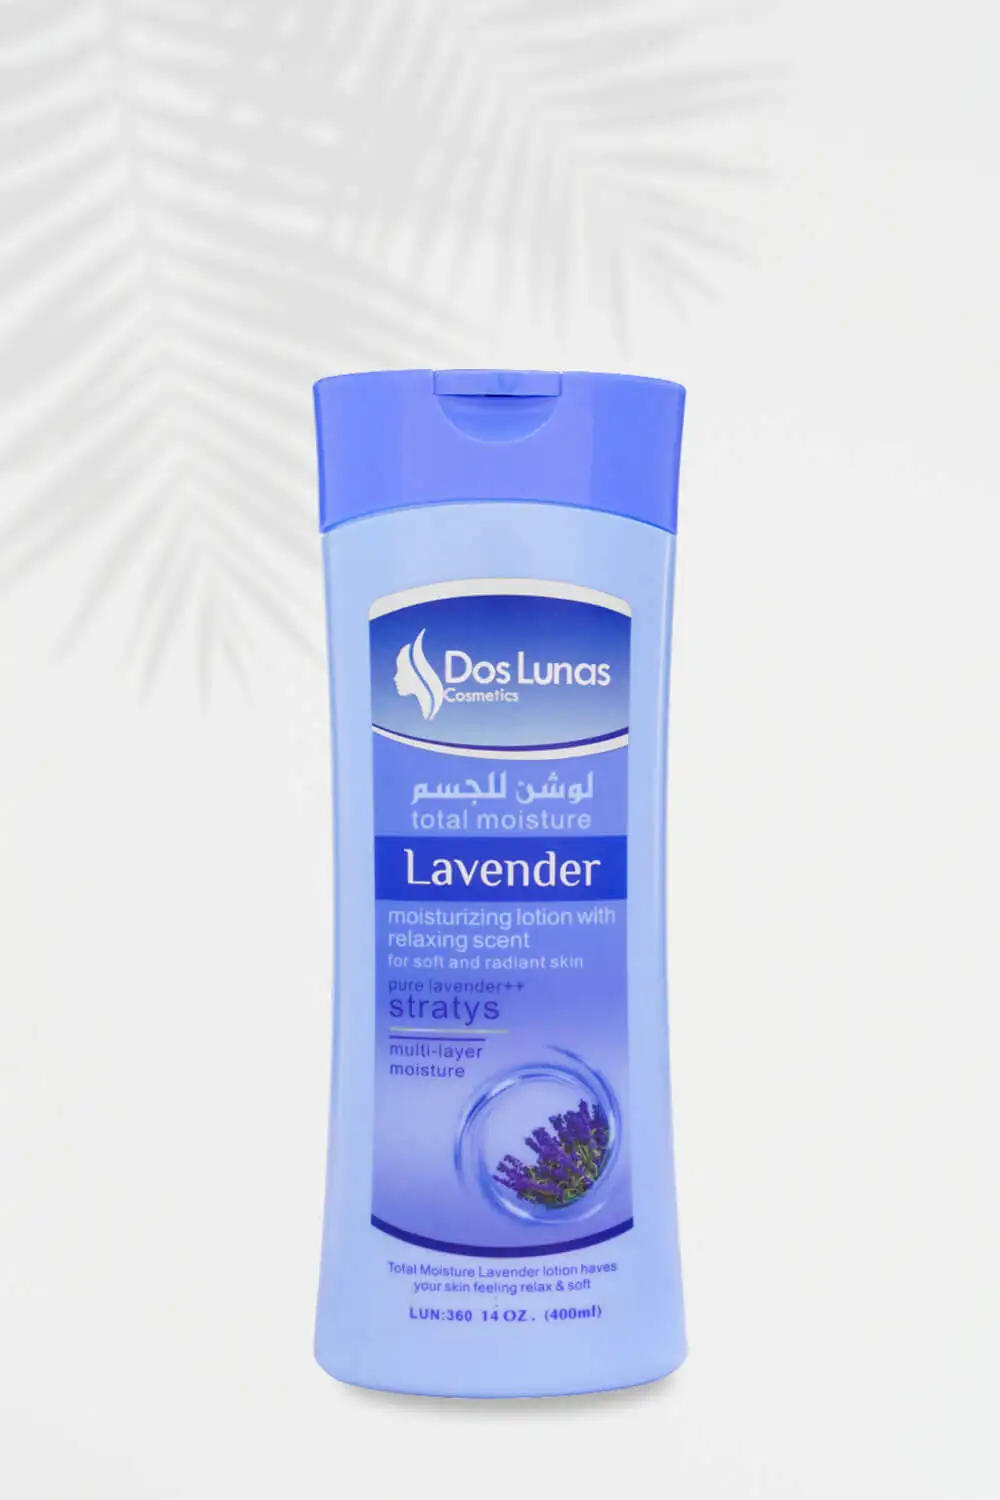 Dos Lunas
Cosmetics
لوشن للجسم
total moisture
Lavender
moisturizing lotion with
relaxing scent
for soft and radiant skin
pure lavender++
stratys
multi-layer
moisture
Total Moisture Lavender lotion haves
your skin feeling relax & soft
LUN:360 14 OZ. (400ml)